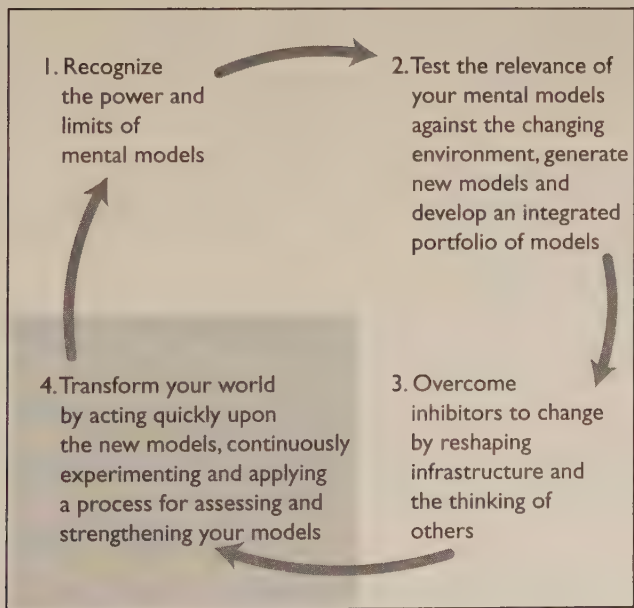 1. Recognize
the power and
limits of
mental models
2. Test the relevance of
your mental models
against the changing
environment, generate
new models and
develop an integrated
portfolio of models
3. Overcome
inhibitors to change
by reshaping
infrastructure and
the thinking of
others
4. Transform your world
by acting quickly upon
the new models, continuously
experimenting and applying
a process for assessing and
strengthening your models